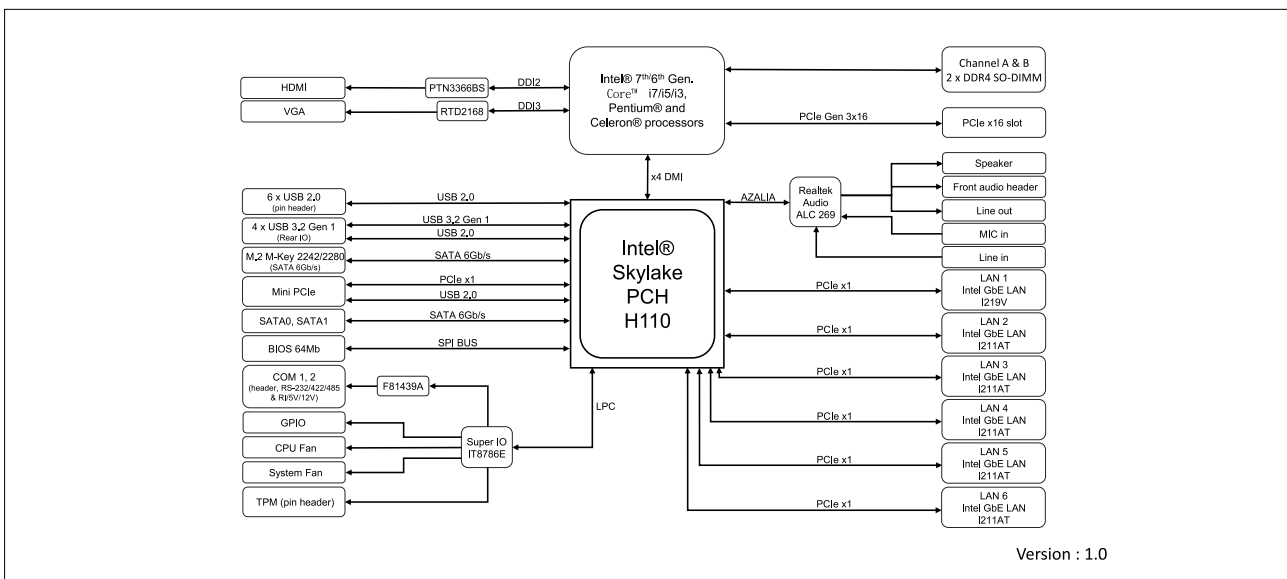 Intel® 7th/6th Gen.
Core™ i7/i5/i3,
Pentium® and
Celeron® processors
Channel A & B
2 x DDR4 SO-DIMM
PCIe Gen 3x16
PCIe x16 slot
HDMI
PTN3366BS
DDI2
VGA
RTD2168
DDI3
x4 DMI
Intel®
Skylake
PCH
H110
6 x USB 2.0
(pin header)
USB 2.0
4 x USB 3.2 Gen 1
(Rear IO)
USB 3.2 Gen 1
USB 2.0
M.2 M-Key 2242/2280
(SATA 6Gb/s)
SATA 6Gb/s
Mini PCIe
PCIe x1
USB 2.0
SATA0, SATA1
SATA 6Gb/s
BIOS 64Mb
SPI BUS
COM 1, 2
(header, RS-232/422/485
& RI/5V/12V)
F81439A
GPIO
CPU Fan
System Fan
TPM (pin header)
Super IO
IT8786E
LPC
AZALIA
Realtek
Audio
ALC 269
Speaker
Front audio header
Line out
MIC in
Line in
PCIe x1
LAN 1
Intel GbE LAN
I219V
PCIe x1
LAN 2
Intel GbE LAN
I211AT
PCIe x1
LAN 3
Intel GbE LAN
I211AT
PCIe x1
LAN 4
Intel GbE LAN
I211AT
PCIe x1
LAN 5
Intel GbE LAN
I211AT
PCIe x1
LAN 6
Intel GbE LAN
I211AT
Version : 1.0